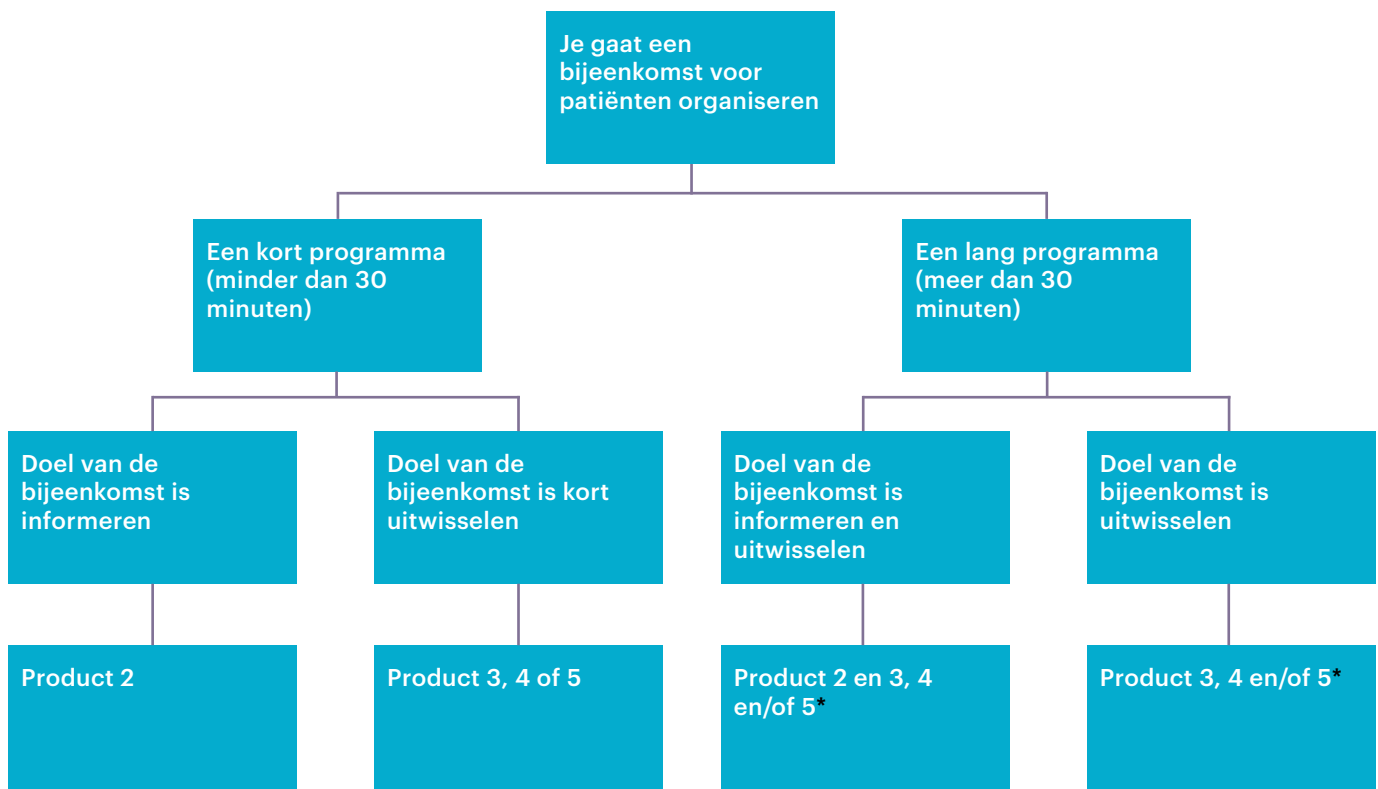 Je gaat een
bijeenkomst voor
patiënten organiseren
Een kort programma
(minder dan 30
minuten)
Een lang programma
(meer dan 30
minuten)
Doel van de
bijeenkomst is
informeren
Doel van de
bijeenkomst is kort
uitwisselen
Doel van de
bijeenkomst is
informeren en
uitwisselen
Doel van de
bijeenkomst is
uitwisselen
Product 2
Product 3, 4 of 5
Product 2 en 3, 4
en/of 5*
Product 3, 4 en/of 5*